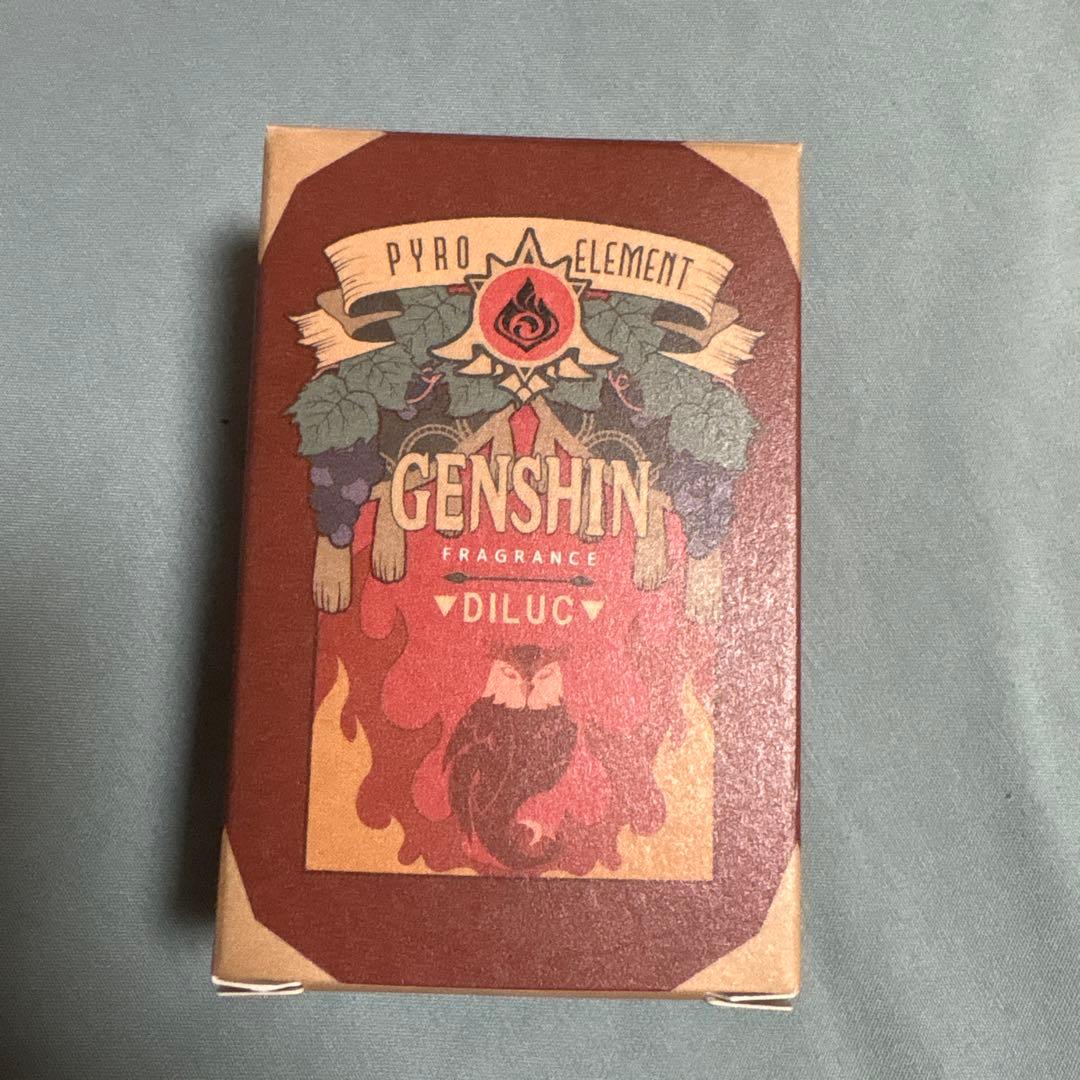 PYRO ELEMENT
GENSHIN
FRAGRANCE
▼DILUC▼